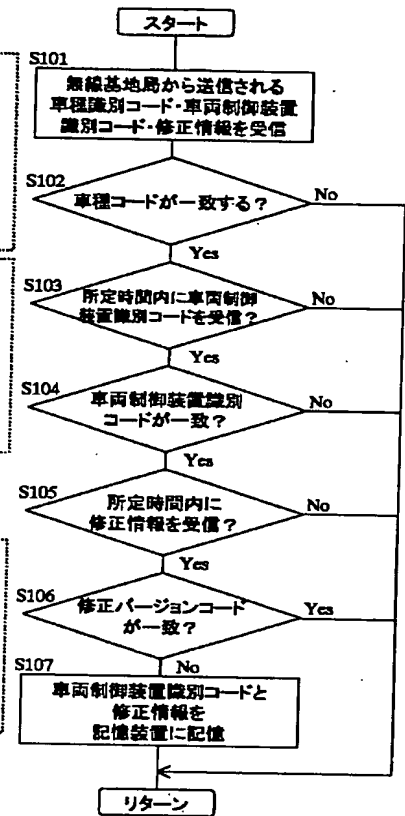 スタート
S101
無線基地局から送信される
車種識別コード・車両制御装置
識別コード・修正情報を受信
S102
車種コードが一致する？
No
Yes
S103
所定時間内に車両制御
装置識別コードを受信？
No
Yes
S104
車両制御装置識別
コードが一致？
No
Yes
S105
所定時間内に
修正情報を受信？
No
Yes
S106
修正バージョンコード
が一致？
Yes
No
S107
車両制御装置識別コードと
修正情報を
記憶装置に記憶
リターン